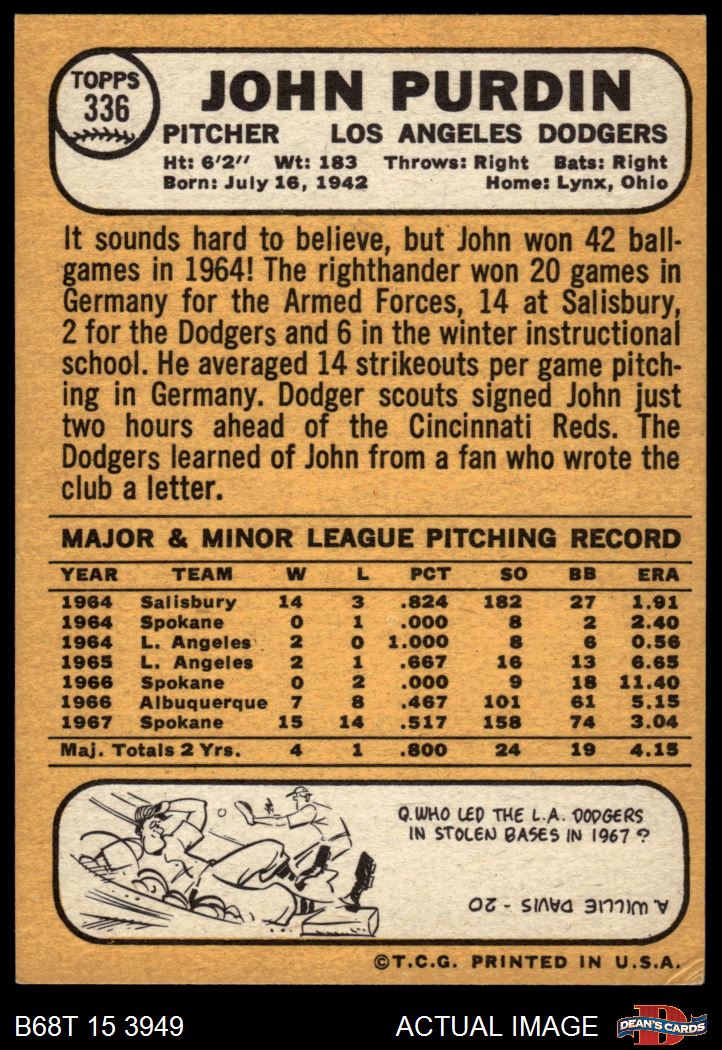 TOPPS
336
JOHN PURDIN
PITCHER LOS ANGELES DODGERS
Ht: 6'2" Wt: 183 Throws: Right Bats: Right
Born: July 16, 1942 Home: Lynx, Ohio
It sounds hard to believe, but John won 42 ball-
games in 1964! The righthander won 20 games in
Germany for the Armed Forces, 14 at Salisbury,
2 for the Dodgers and 6 in the winter instructional
school. He averaged 14 strikeouts per game pitch-
ing in Germany. Dodger scouts signed John just
two hours ahead of the Cincinnati Reds. The
Dodgers learned of John from a fan who wrote the
club a letter.
MAJOR & MINOR LEAGUE PITCHING RECORD
YEAR TEAM W L PCT SO BB ERA
1964 Salisbury 14 3 .824 182 27 1.91
1964 Spokane 0 1 .000 8 2 2.40
1964 L. Angeles 2 0 1.000 8 6 0.56
1965 L. Angeles 2 1 .667 16 13 6.65
1966 Spokane 0 2 .000 9 18 11.40
1966 Albuquerque 7 8 .467 101 61 5.15
1967 Spokane 15 14 .517 158 74 3.04
Maj. Totals 2 Yrs. 4 1 .800 24 19 4.15
Q. WHO LED THE L.A. DODGERS
IN STOLEN BASES IN 1967?
A. WILLIE DAVIS - 20
©T.C.G. PRINTED IN U.S.A.
B68T 15 3949 ACTUAL IMAGE D DEAN'S CARDS